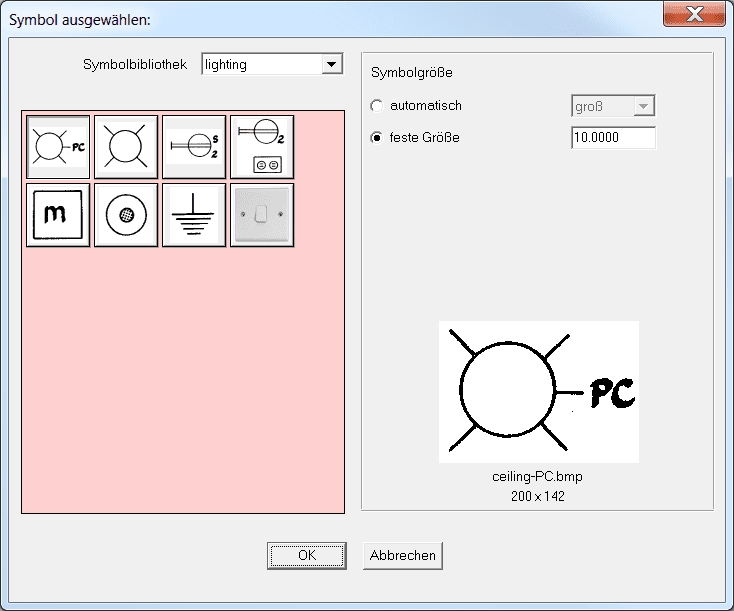 Symbol ausgewählen:
Symbolbibliothek lighting
Symbolgröße
automatisch groß
feste Größe 10.0000
PC
S
2
2
m
PC
ceiling-PC.bmp
200 x 142
OK Abbrechen